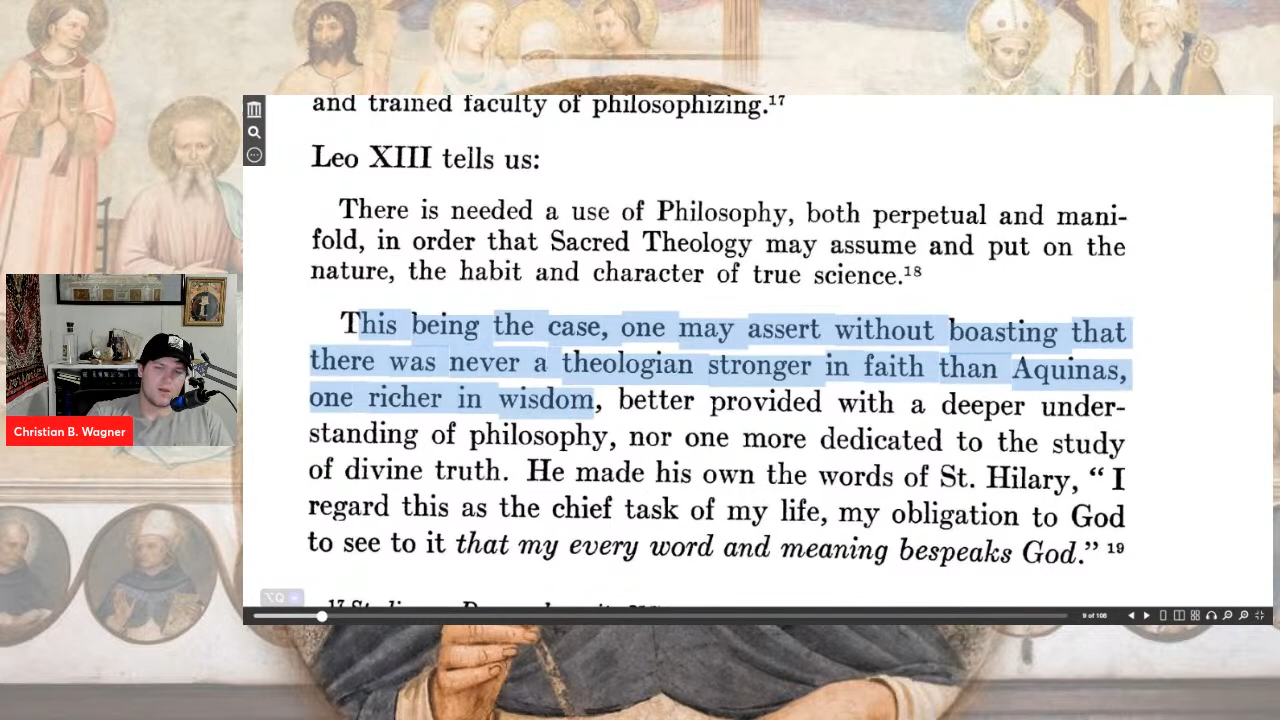 and trained faculty of philosophizing.17
Leo XIII tells us:
There is needed a use of Philosophy, both perpetual and mani-
fold, in order that Sacred Theology may assume and put on the
nature, the habit and character of true science.18
This being the case, one may assert without boasting that
there was never a theologian stronger in faith than Aquinas,
one richer in wisdom, better provided with a deeper under-
standing of philosophy, nor one more dedicated to the study
of divine truth. He made his own the words of St. Hilary, “ I
regard this as the chief task of my life, my obligation to God
to see to it that my every word and meaning bespeaks God.” 19
9 of 108
Christian B. Wagner